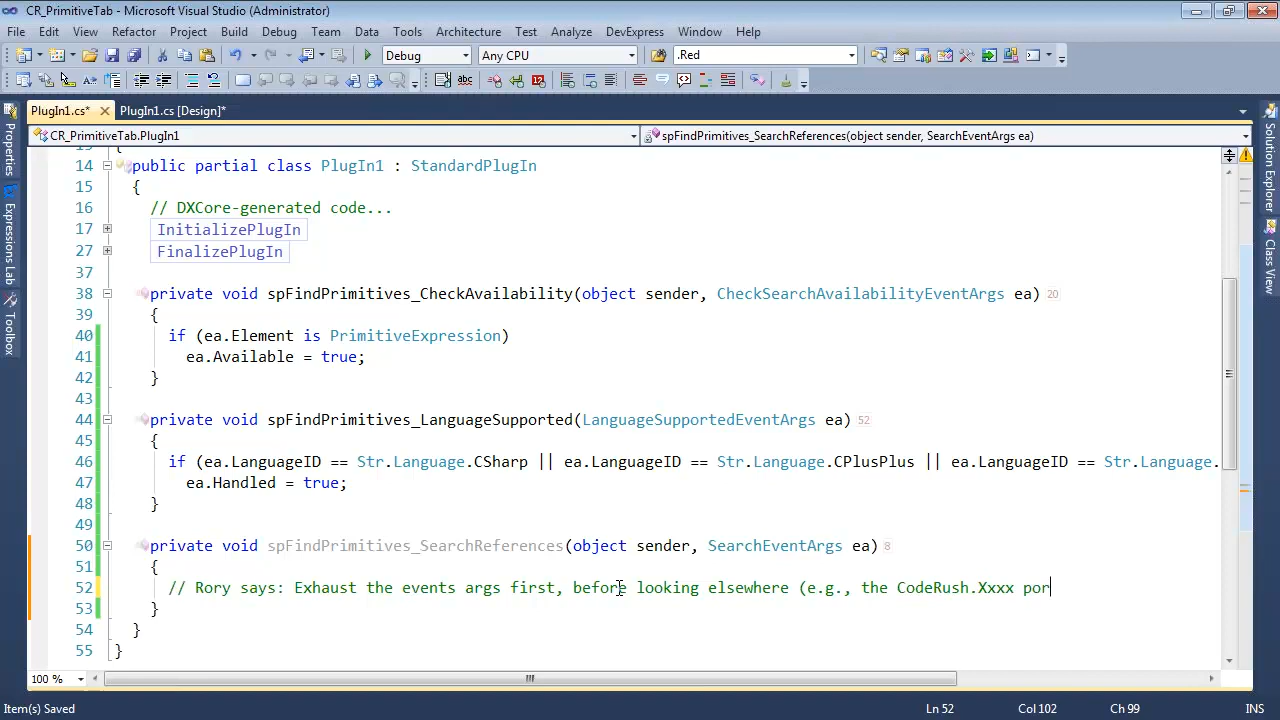 CR_PrimitiveTab - Microsoft Visual Studio (Administrator)
File Edit View Refactor Project Build Debug Team Data Tools Architecture Test Analyze DevExpress Window Help
Debug Any CPU .Red
PlugIn1.cs* PlugIn1.cs [Design]*
CR_PrimitiveTab.PlugIn1 spFindPrimitives_SearchReferences(object sender, SearchEventArgs ea)
13 {
14 public partial class PlugIn1 : StandardPlugIn
15 {
16 // DXCore-generated code...
17 InitializePlugIn
27 FinalizePlugIn
37
38 private void spFindPrimitives_CheckAvailability(object sender, CheckSearchAvailabilityEventArgs ea) 20
39 {
40 if (ea.Element is PrimitiveExpression)
41 ea.Available = true;
42 }
43
44 private void spFindPrimitives_LanguageSupported(LanguageSupportedEventArgs ea) 52
45 {
46 if (ea.LanguageID == Str.Language.CSharp || ea.LanguageID == Str.Language.CPlusPlus || ea.LanguageID == Str.Language.
47 ea.Handled = true;
48 }
49
50 private void spFindPrimitives_SearchReferences(object sender, SearchEventArgs ea) 8
51 {
52 // Rory says: Exhaust the events args first, before looking elsewhere (e.g., the CodeRush.Xxxx por
53 }
54 }
55 }
100 %
Item(s) Saved Ln 52 Col 102 Ch 99 INS
Properties
Expressions Lab
Toolbox
Solution Explorer
Class View